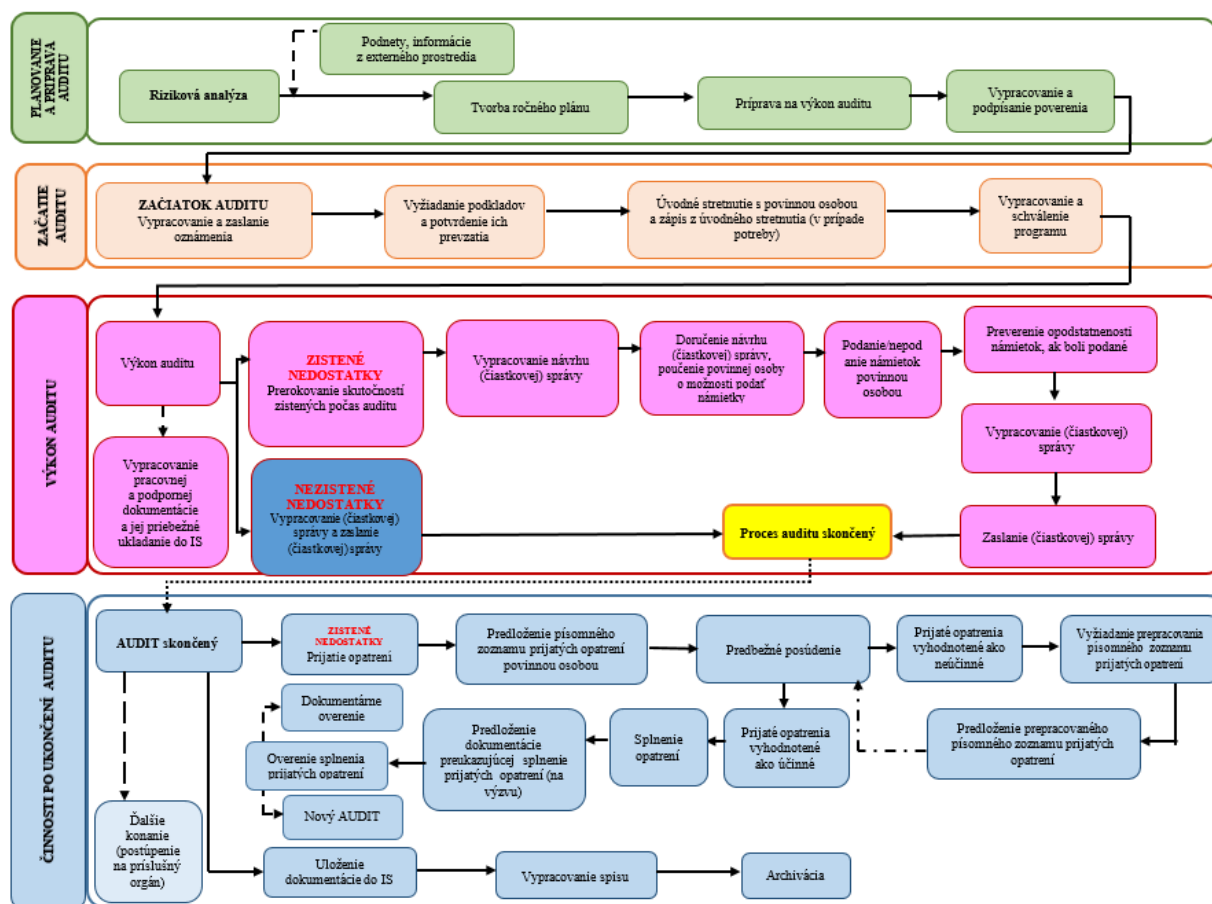 PLANOVANIE
A PRIPRAVA
AUDITU
Podnety, informácie
z externého prostredia
Riziková analýza
Tvorba ročného plánu
Príprava na výkon auditu
Vypracovanie a
podpísanie poverenia
ZAČATIE
AUDITU
ZAČIATOK AUDITU
Vypracovanie a zaslanie
oznámenia
Vyžiadanie podkladov
a potvrdenie ich
prevzatia
Úvodné stretnutie s povinnou osobou
a zápis z úvodného stretnutia (v prípade
potreby)
Vypracovanie a
schválenie
programu
VÝKON AUDITU
Výkon auditu
ZISTENÉ
NEDOSTATKY
Prerokovanie skutočností
zistených počas auditu
Vypracovanie návrhu
(čiastkovej) správy
Doručenie návrhu
(čiastkovej) správy,
poučenie povinnej osoby
o možnosti podať
námietky
Podanie/nepod
anie námietok
povinnou
osobou
Preverenie opodstatnenosti
námietok, ak boli podané
Vypracovanie
pracovnej
a podpornej
dokumentácie
a jej priebežné
ukladanie do IS
NEZISTENÉ
NEDOSTATKY
Vypracovanie (čiastkovej)
správy a zaslanie
(čiastkovej) správy
Proces auditu skončený
Vypracovanie (čiastkovej)
správy
Zaslanie (čiastkovej) správy
ČINNOSTI PO UKONČENÍ AUDITU
AUDIT skončený
ZISTENÉ
NEDOSTATKY
Prijatie opatrení
Predloženie písomného
zoznamu prijatých opatrení
povinnou osobou
Predbežné posúdenie
Prijaté opatrenia
vyhodnotené ako
neúčinné
Vyžiadanie prepracovania
písomného zoznamu
prijatých opatrení
Dokumentárne
overenie
Overenie splnenia
prijatých opatrení
Nový AUDIT
Predloženie
dokumentácie
preukazujúcej splnenie
prijatých opatrení (na
výzvu)
Splnenie
opatrení
Prijaté opatrenia
vyhodnotené
ako účinné
Predloženie prepracovaného
písomného zoznamu prijatých
opatrení
Ďalšie
konanie
(postúpenie
na príslušný
orgán)
Uloženie
dokumentácie do IS
Vypracovanie spisu
Archivácia